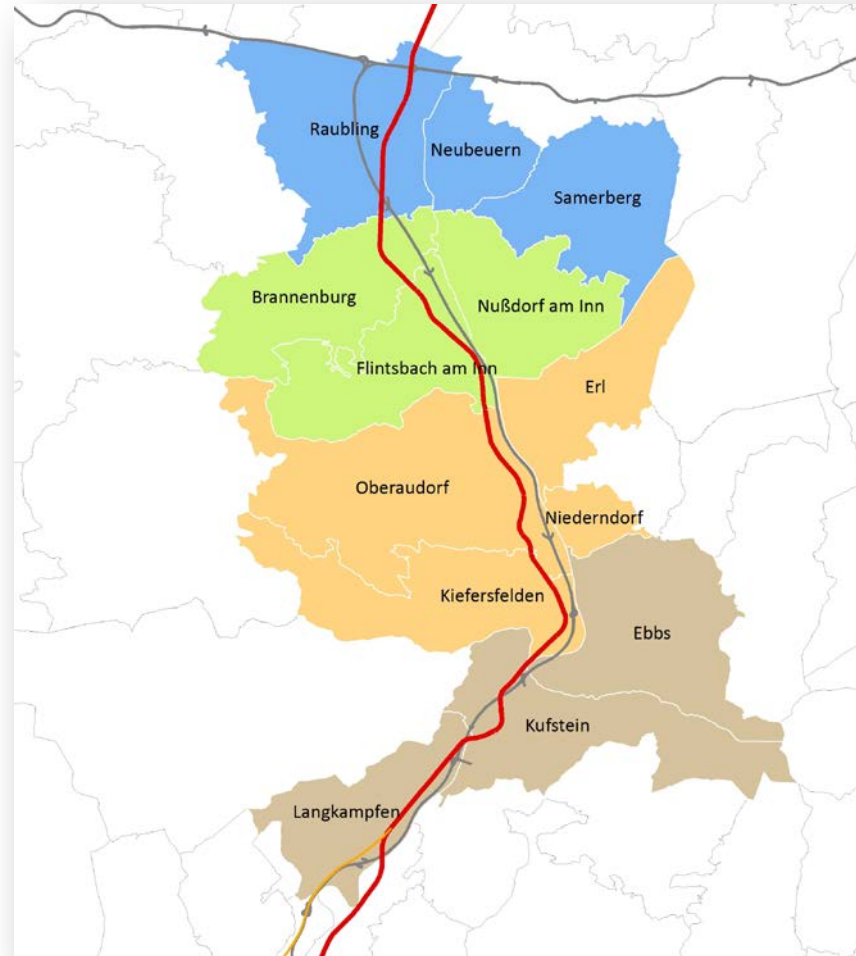 Raubling
Neubeuern
Samerberg
Brannenburg
Nußdorf am Inn
Flintsbach am Inn
Erl
Oberaudorf
Niederndorf
Kiefersfelden
Ebbs
Kufstein
Langkampfen